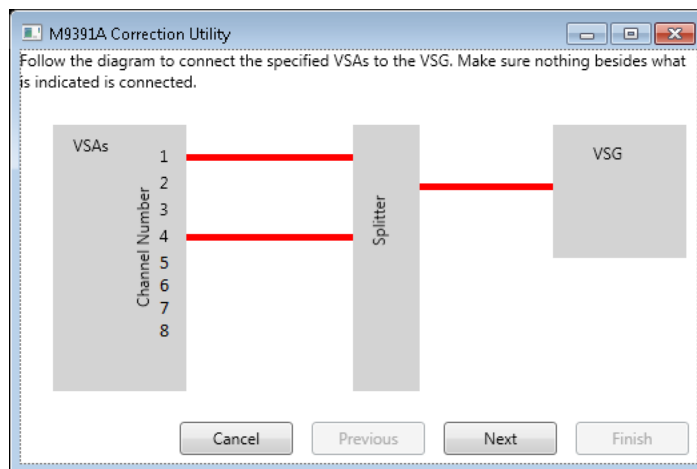 M9391A Correction Utility
Follow the diagram to connect the specified VSAs to the VSG. Make sure nothing besides what
is indicated is connected.
VSAs
Channel Number
1
2
3
4
5
6
7
8
Splitter
VSG
Cancel
Previous
Next
Finish